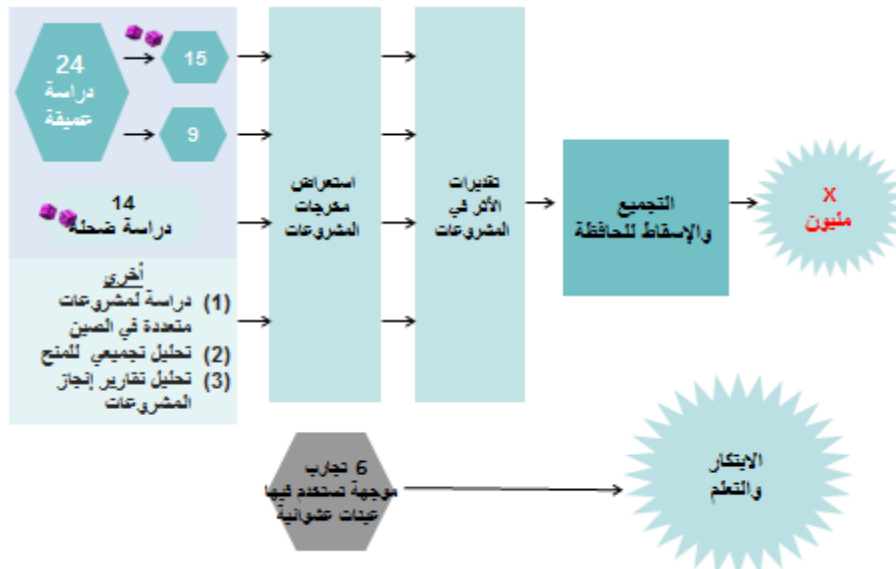 24
دراسة
عميقة
15
9
14
دراسة ضحلة
أخرى
(1) دراسة لمشروعات
متعددة في الصين
(2) تحليل تجميعي للمنح
(3) تحليل تقارير إنجاز
المشروعات
استعراض
مخرجات
المشروعات
تقديرات
الأثر في
المشروعات
التجميع
والإسقاط للحافظة
X
مليون
6 تجارب
موجهة تستخدم فيها
عينات عشوائية
الابتكار
والتعلم